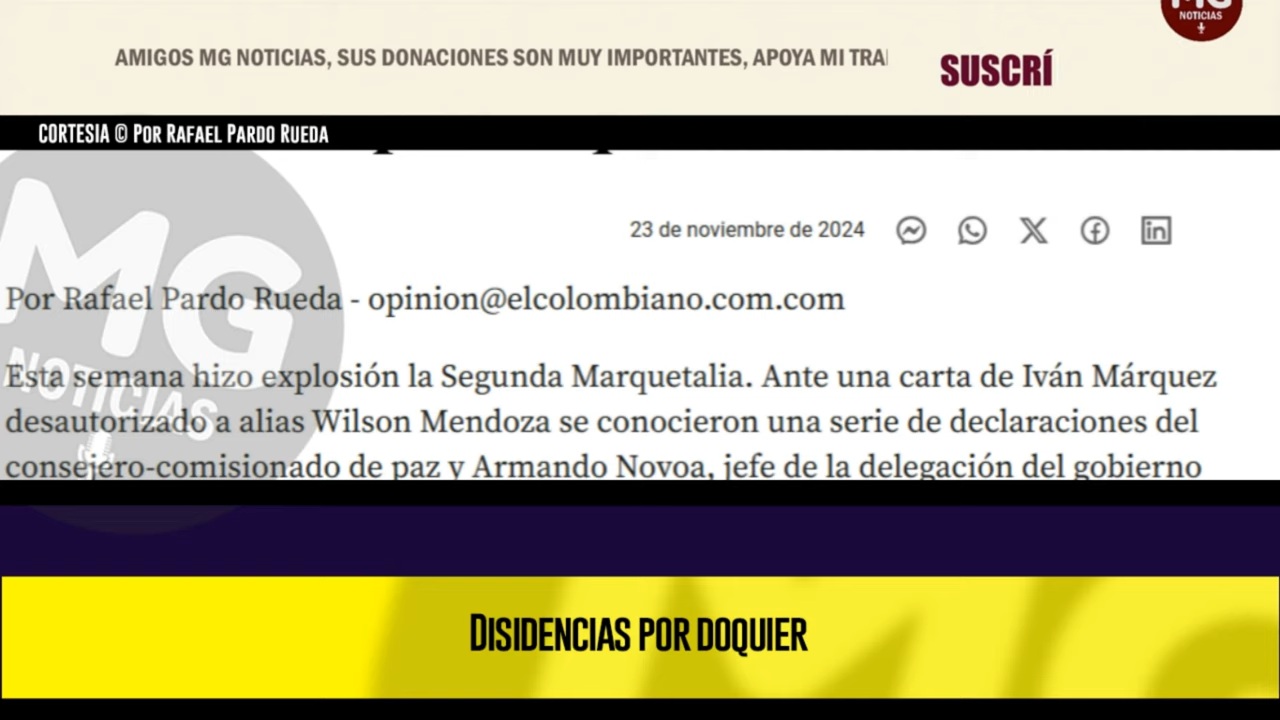 MG
NOTICIAS
AMIGOS MG NOTICIAS, SUS DONACIONES SON MUY IMPORTANTES, APOYA MI
SUSCRÍ
CORTESIA © POR RAFAEL PARDO RUEDA
23 de noviembre de 2024
Por Rafael Pardo Rueda - opinion@elcolombiano.com.com
Esta semana hizo explosión la Segunda Marquetalia. Ante una carta de Iván Márquez
desautorizado a alias Wilson Mendoza se conocieron una serie de declaraciones del
consejero-comisionado de paz y Armando Novoa, jefe de la delegación del gobierno
MG
NOTICIAS
DISIDENCIAS POR DOQUIER